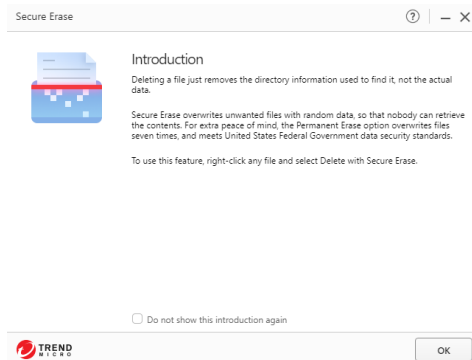 Secure Erase
Introduction
Deleting a file just removes the directory information used to find it, not the actual
data.
Secure Erase overwrites unwanted files with random data, so that nobody can retrieve
the contents. For extra peace of mind, the Permanent Erase option overwrites files
seven times, and meets United States Federal Government data security standards.
To use this feature, right-click any file and select Delete with Secure Erase.
Do not show this introduction again
TREND
MICRO
OK